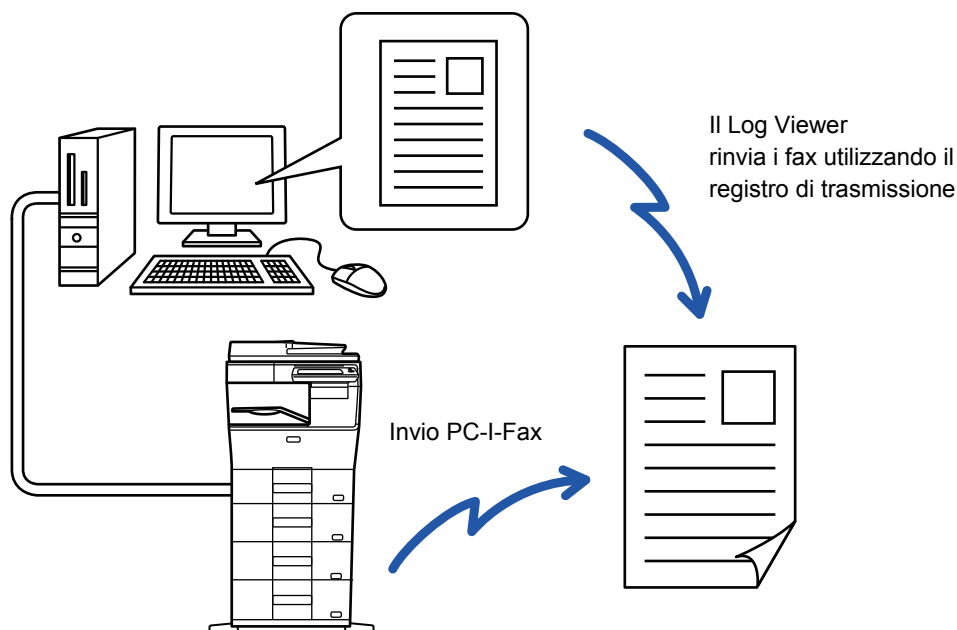 Il Log Viewer
rinvia i fax utilizzando il
registro di trasmissione
Invio PC-I-Fax